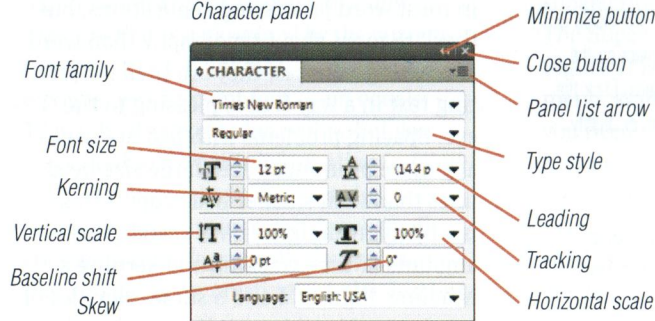 Character panel
Minimize button
Close button
Panel list arrow
Font family
CHARACTER
Times New Roman
Regular
Type style
Font size
12 pt
(14.4 p
Leading
Kerning
Metric:
0
Tracking
Vertical scale
100%
100%
Horizontal scale
Baseline shift
0 pt
0°
Skew
Language: English: USA